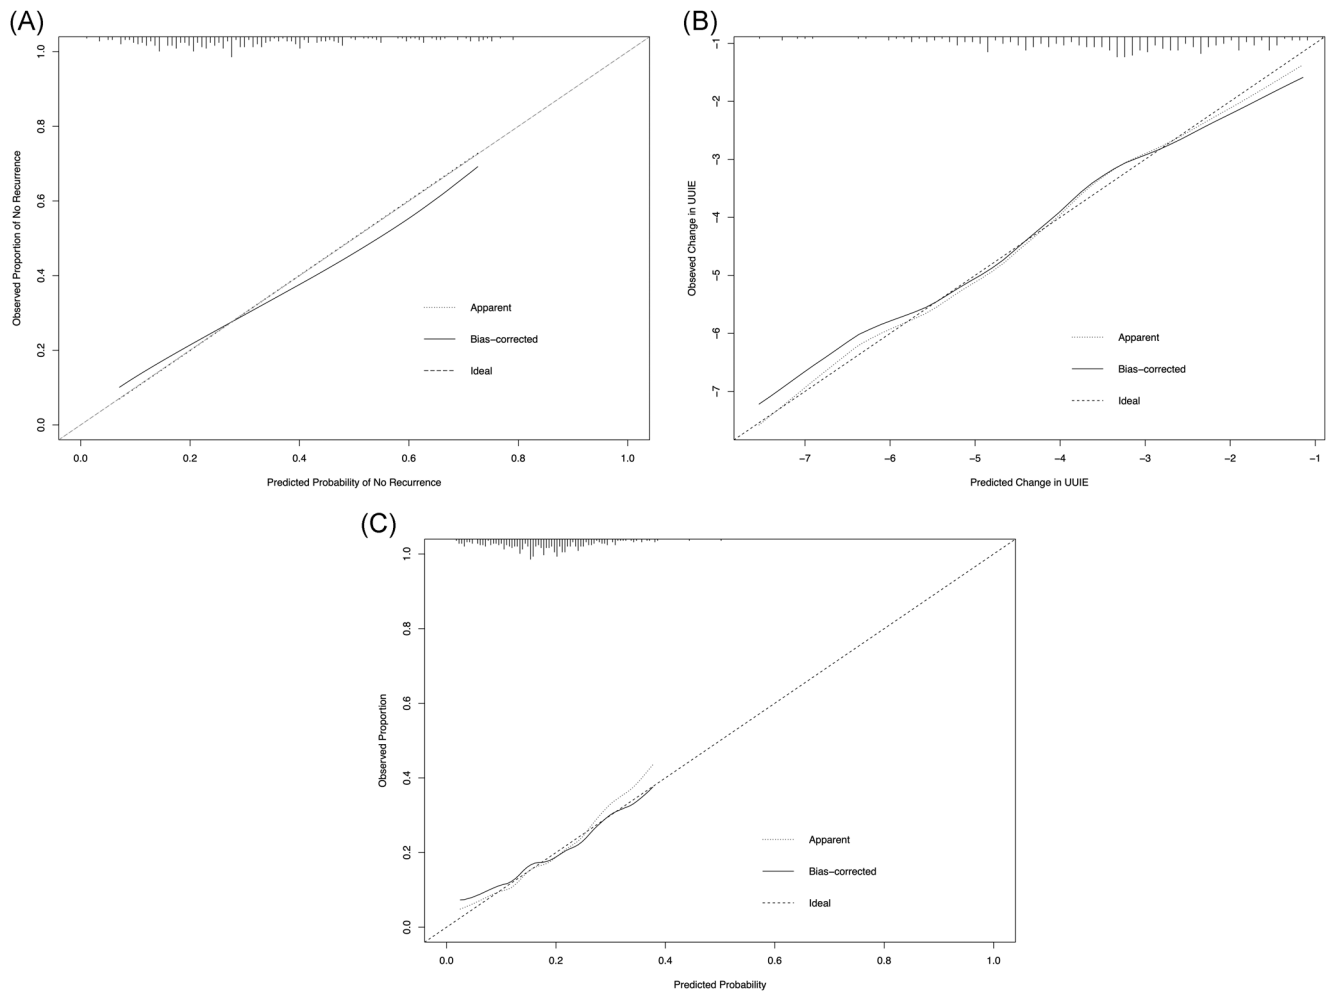 (A)
1.0
0.8
0.6
0.4
0.2
0.0
Observed Proportion of No Recurrence
Apparent
Bias−corrected
Ideal
0.0 0.2 0.4 0.6 0.8 1.0
Predicted Probability of No Recurrence
(B)
−1
−2
−3
−4
−5
−6
−7
Obseved Change in UUIE
Apparent
Bias−corrected
Ideal
−7 −6 −5 −4 −3 −2 −1
Predicted Change in UUIE
(C)
1.0
0.8
0.6
0.4
0.2
0.0
Observed Proportion
Apparent
Bias−corrected
Ideal
0.0 0.2 0.4 0.6 0.8 1.0
Predicted Probability